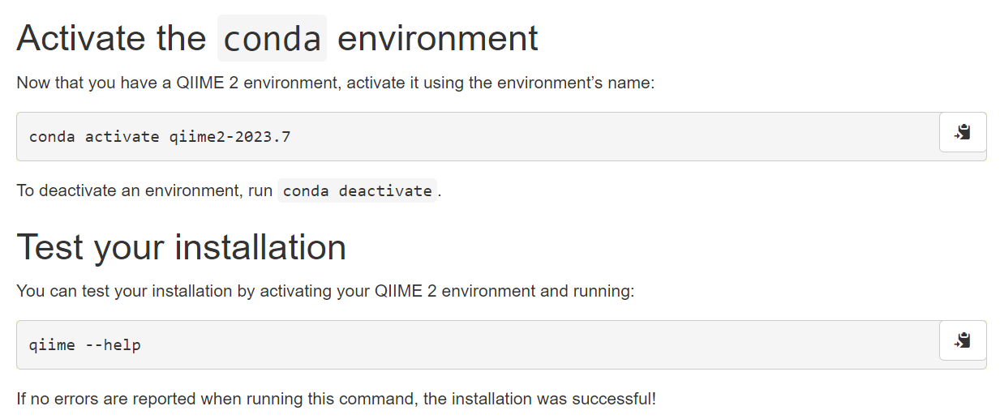 Activate the conda environment
Now that you have a QIIME 2 environment, activate it using the environment’s name:
conda activate qiime2-2023.7
To deactivate an environment, run conda deactivate.
Test your installation
You can test your installation by activating your QIIME 2 environment and running:
qiime --help
If no errors are reported when running this command, the installation was successful!